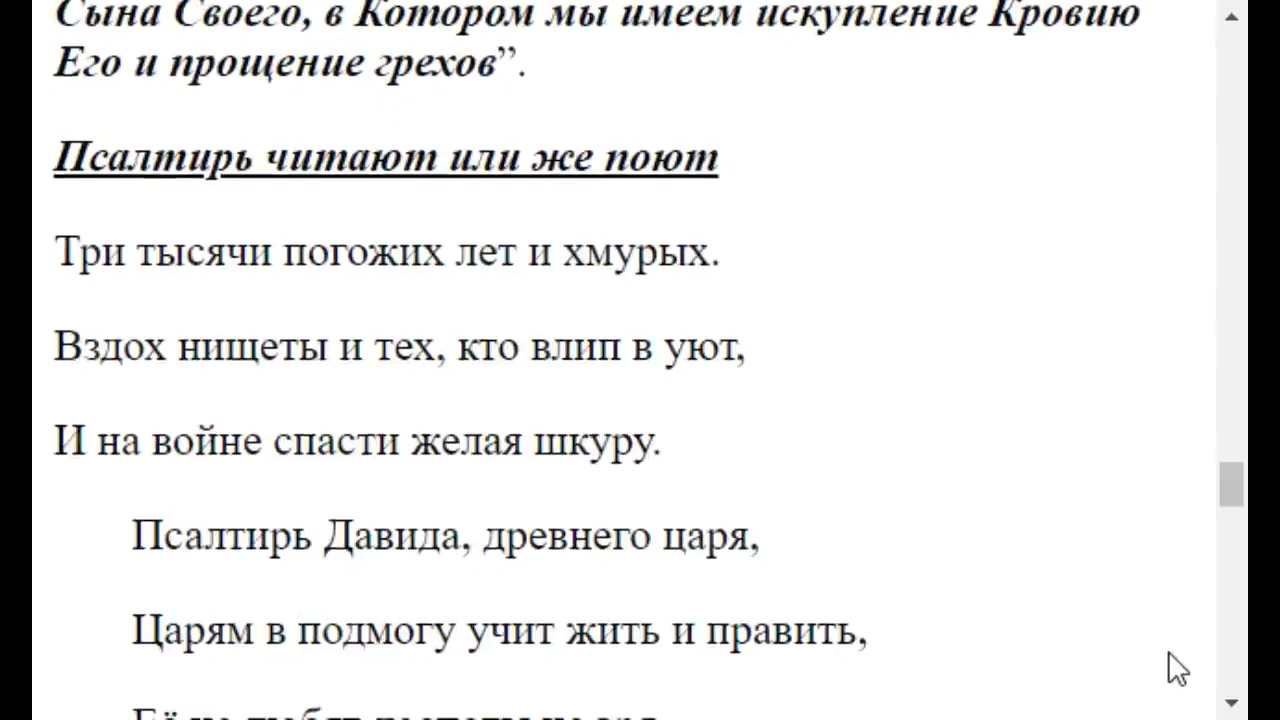 Сына Своего, в Котором мы имеем искупление Кровию
Его и прощение грехов”.
Псалтирь читают или же поют
Три тысячи погожих лет и хмурых.
Вздох нищеты и тех, кто влип в уют,
И на войне спасти желая шкуру.
Псалтирь Давида, древнего царя,
Царям в подмогу учит жить и править,